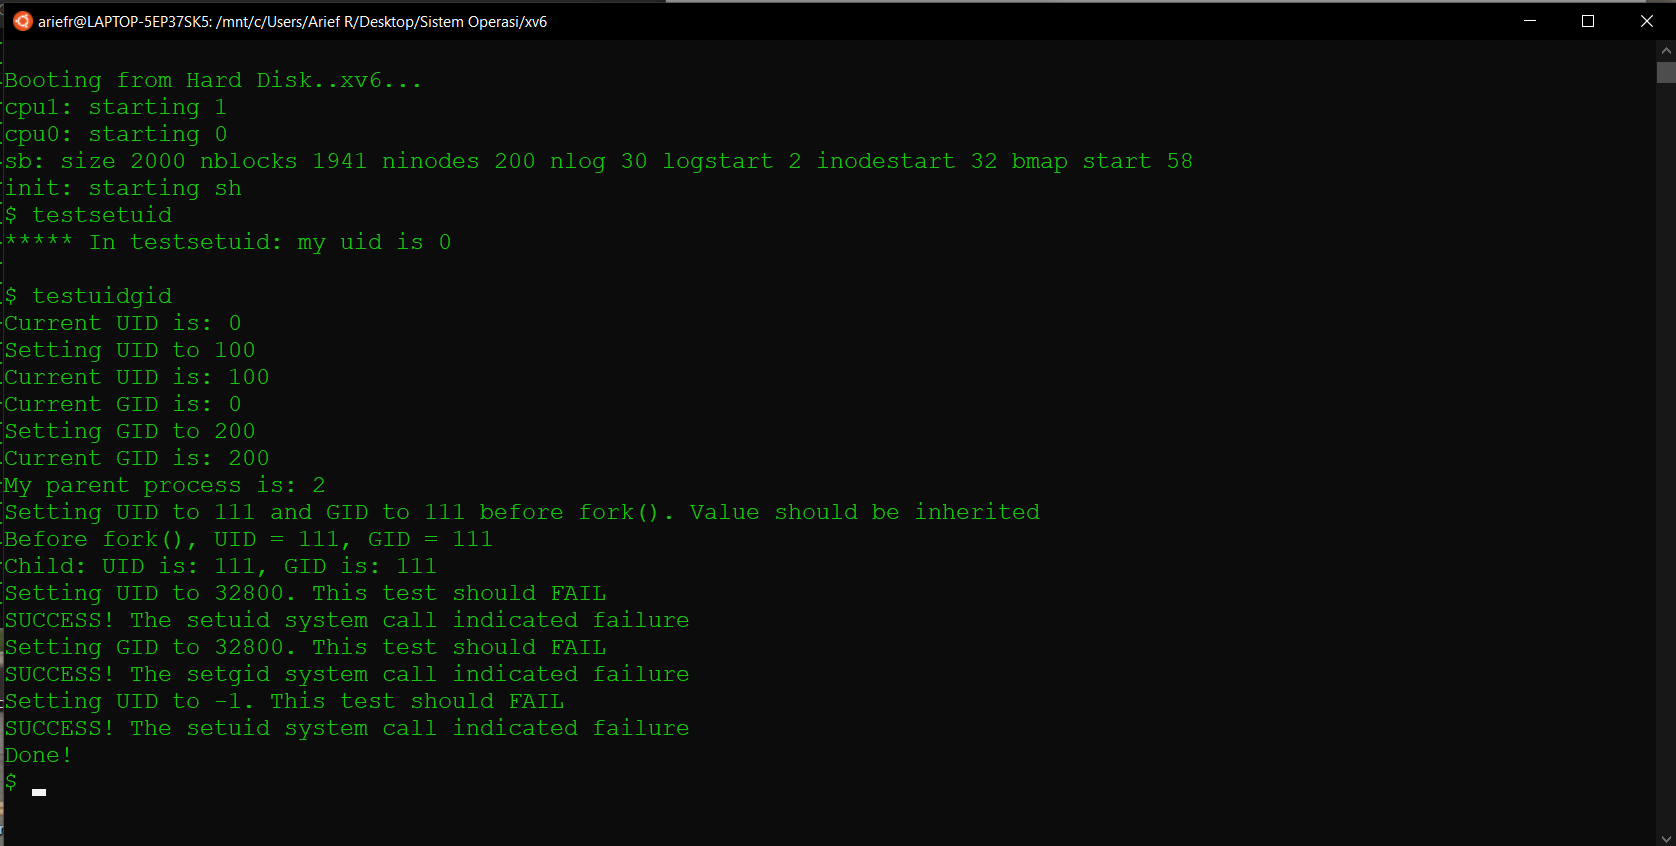 ariefr@LAPTOP-5EP37SK5: /mnt/c/Users/Arief R/Desktop/Sistem Operasi/xv6
Booting from Hard Disk..xv6...
cpu1: starting 1
cpu0: starting 0
sb: size 2000 nblocks 1941 ninodes 200 nlog 30 logstart 2 inodestart 32 bmap start 58
init: starting sh
$ testsetuid
***** In testsetuid: my uid is 0
$ testuidgid
Current UID is: 0
Setting UID to 100
Current UID is: 100
Current GID is: 0
Setting GID to 200
Current GID is: 200
My parent process is: 2
Setting UID to 111 and GID to 111 before fork(). Value should be inherited
Before fork(), UID = 111, GID = 111
Child: UID is: 111, GID is: 111
Setting UID to 32800. This test should FAIL
SUCCESS! The setuid system call indicated failure
Setting GID to 32800. This test should FAIL
SUCCESS! The setgid system call indicated failure
Setting UID to -1. This test should FAIL
SUCCESS! The setuid system call indicated failure
Done!
$